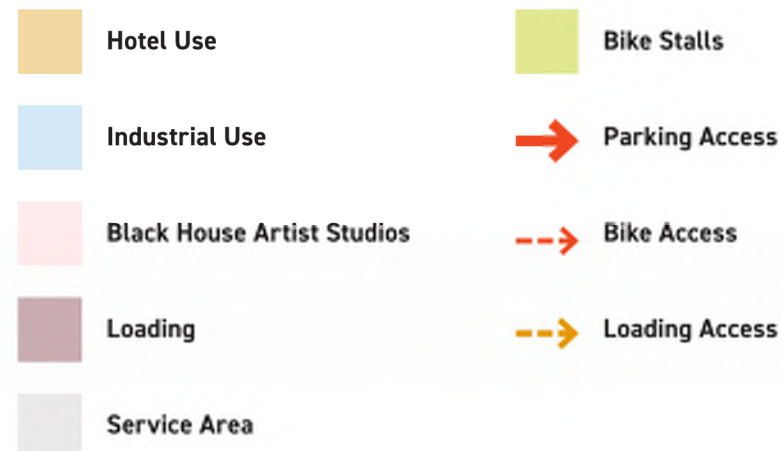 Hotel Use
Industrial Use
Black House Artist Studios
Loading
Service Area
Bike Stalls
Parking Access
Bike Access
Loading Access